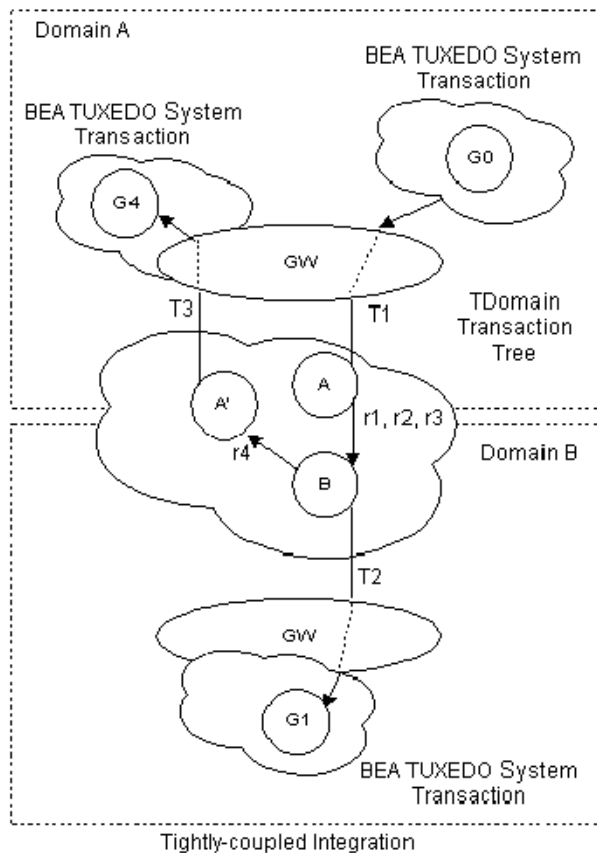 Domain A
BEA TUXEDO System
Transaction
BEA TUXEDO System
Transaction
G0
G4
GW
T3
T1
TDomain
Transaction
Tree
A
A'
r1, r2, r3
r4
B
Domain B
T2
GW
G1
BEA TUXEDO System
Transaction
Tightly-coupled Integration